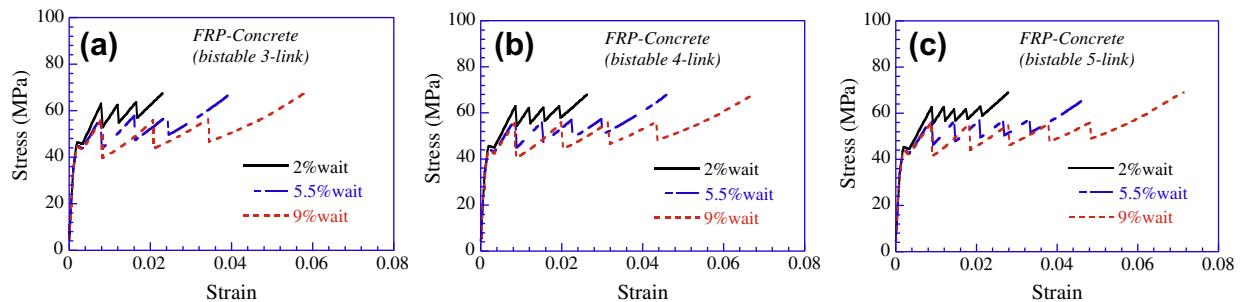 (a)
FRP-Concrete
(bistable 3-link)
Stress (MPa)
100
80
60
40
20
0
2%wait
5.5%wait
9%wait
0 0.02 0.04 0.06 0.08
Strain
(b)
FRP-Concrete
(bistable 4-link)
Stress (MPa)
100
80
60
40
20
0
2%wait
5.5%wait
9%wait
0 0.02 0.04 0.06 0.08
Strain
(c)
FRP-Concrete
(bistable 5-link)
Stress (MPa)
100
80
60
40
20
0
2%wait
5.5%wait
9%wait
0 0.02 0.04 0.06 0.08
Strain